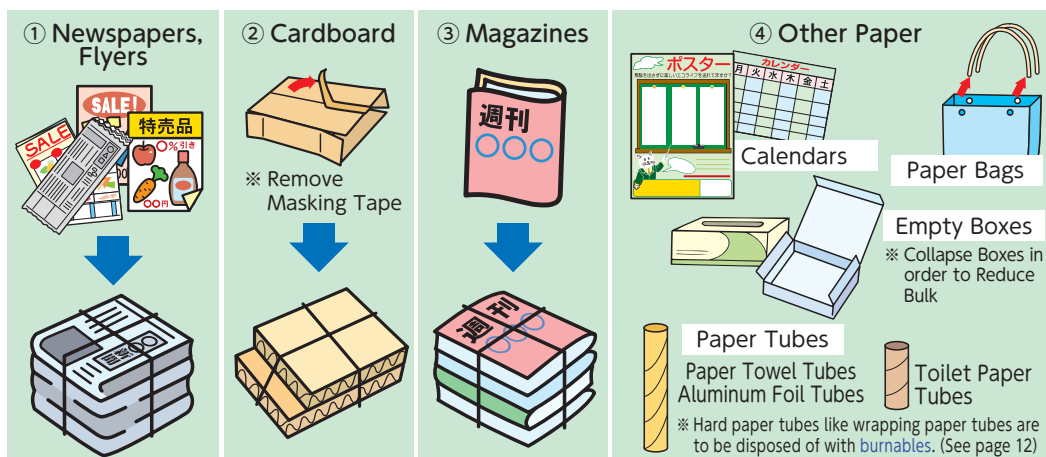 ① Newspapers,
Flyers
SALE!
SALE
特売品
〇%引き
〇〇円
② Cardboard
※ Remove
Masking Tape
③ Magazines
週刊
〇〇〇
週刊
〇〇〇
④ Other Paper
ポスター
カレンダー
月 火 水 木 金 土
Calendars
Paper Bags
Empty Boxes
※ Collapse Boxes in
order to Reduce
Bulk
Paper Tubes
Paper Towel Tubes
Aluminum Foil Tubes
Toilet Paper
Tubes
※ Hard paper tubes like wrapping paper tubes are
to be disposed of with burnables. (See page 12)